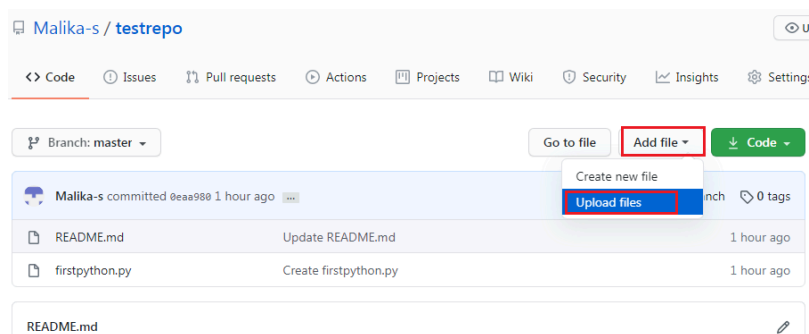 Malika-s / testrepo
Code Issues Pull requests Actions Projects Wiki Security Insights Settings
Branch: master Go to file Add file Code
Create new file
Upload files
Malika-s committed 0eaa980 1 hour ago ... nch 0 tags
README.md Update README.md 1 hour ago
firstpython.py Create firstpython.py 1 hour ago
README.md